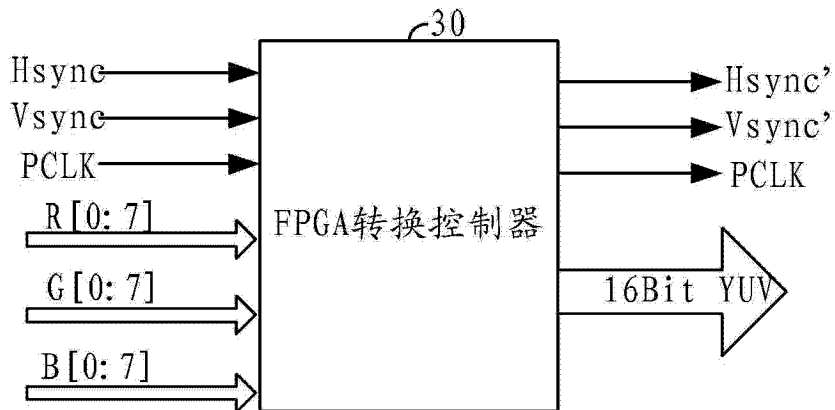 30
Hsync
Vsync
PCLK
R[0:7]
G[0:7]
B[0:7]
FPGA转换控制器
Hsync'
Vsync'
PCLK
16Bit YUV